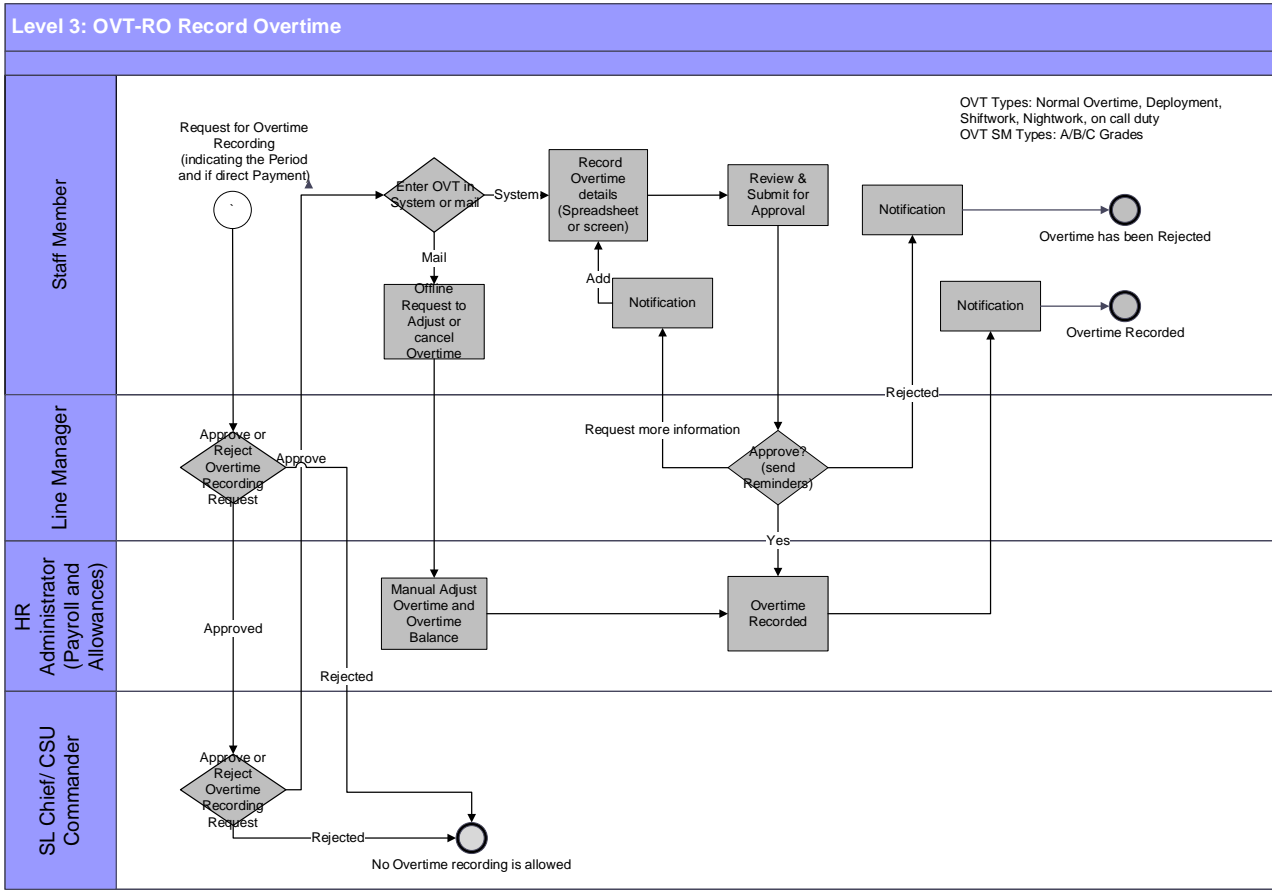 Level 3: OVT-RO Record Overtime
Staff Member
Request for Overtime
Recording
(indicating the Period
and if direct Payment)
`
Enter OVT in
System or mail
System
Record
Overtime
details
(Spreadsheet
or screen)
Review &
Submit for
Approval
OVT Types: Normal Overtime, Deployment,
Shiftwork, Nightwork, on call duty
OVT SM Types: A/B/C Grades
Notification
Overtime has been Rejected
Mail
Offline
Request to
Adjust or
cancel
Overtime
Add
Notification
Notification
Overtime Recorded
Rejected
Line Manager
Approve or
Reject
Overtime
Recording
Request
Approve
Request more information
Approve?
(send
Reminders)
Yes
HR
Administrator
(Payroll and
Allowances)
Approved
Manual Adjust
Overtime and
Overtime
Balance
Overtime
Recorded
Rejected
SL Chief/ CSU
Commander
Approve or
Reject
Overtime
Recording
Request
Rejected
No Overtime recording is allowed